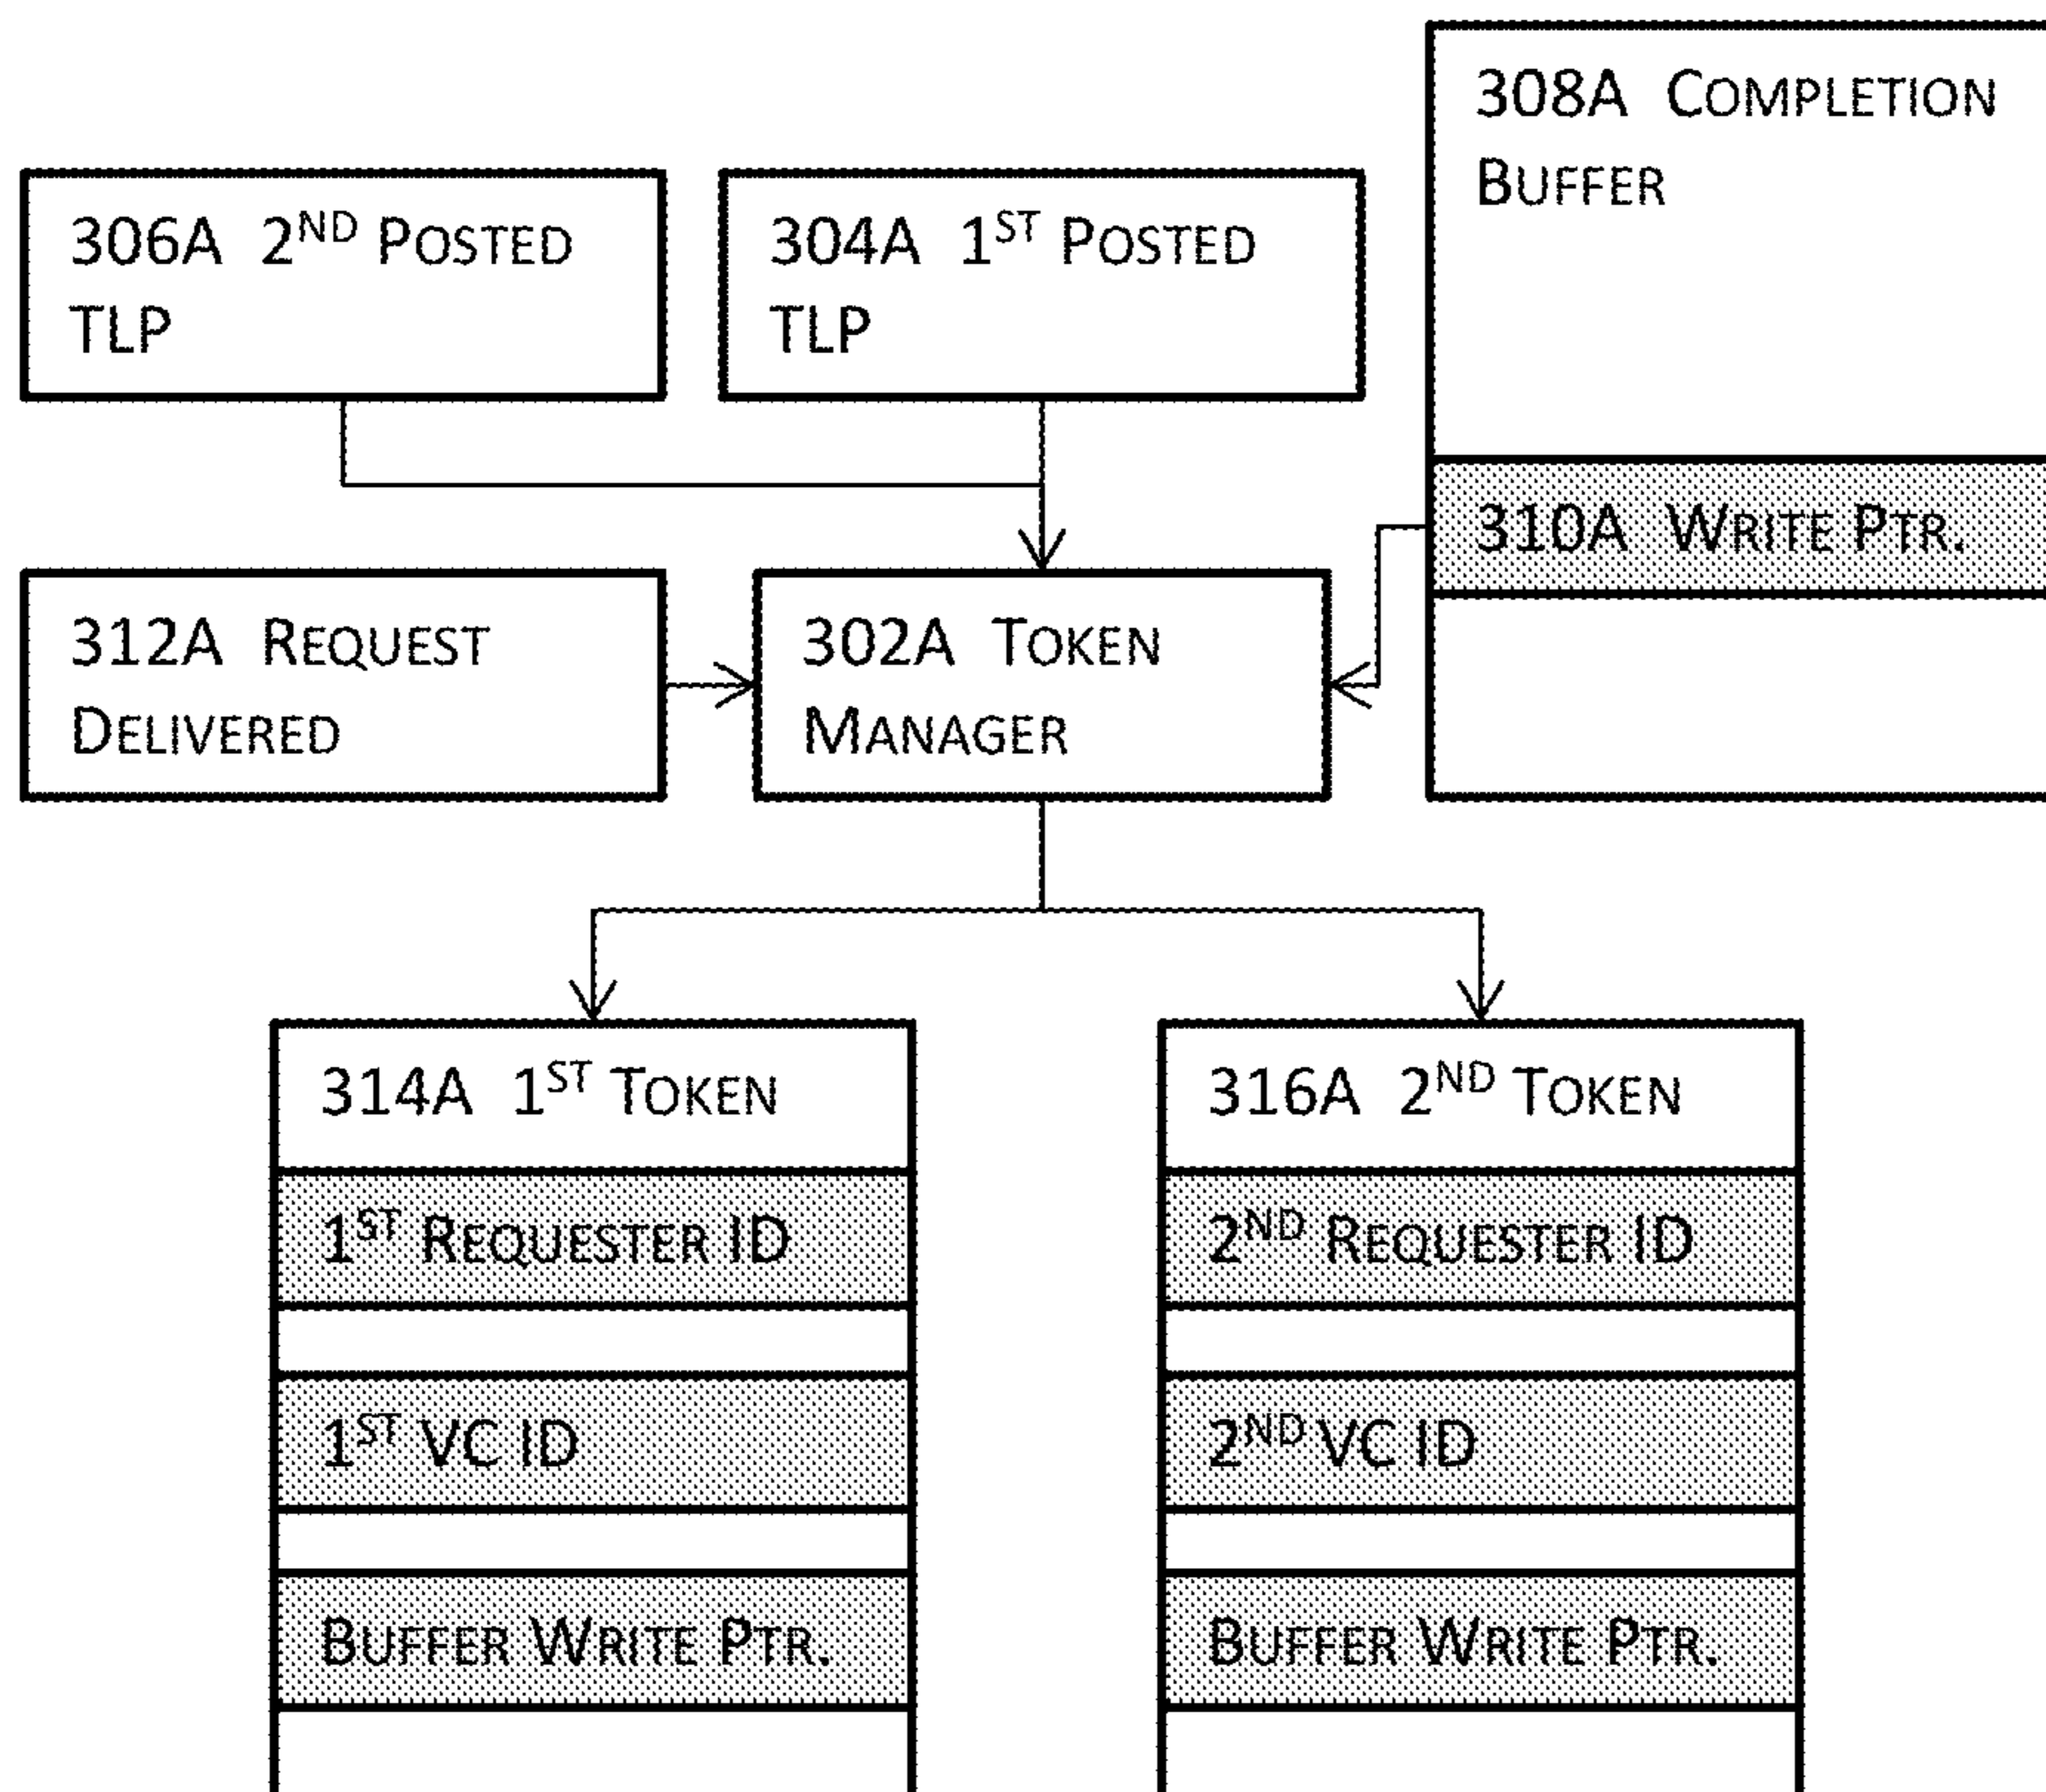 308A COMPLETION
BUFFER
306A 2ND POSTED
TLP
304A 1ST POSTED
TLP
310A WRITE PTR.
312A REQUEST
DELIVERED
302A TOKEN
MANAGER
314A 1ST TOKEN
1ST REQUESTER ID
1ST VC ID
BUFFER WRITE PTR.
316A 2ND TOKEN
2ND REQUESTER ID
2ND VC ID
BUFFER WRITE PTR.